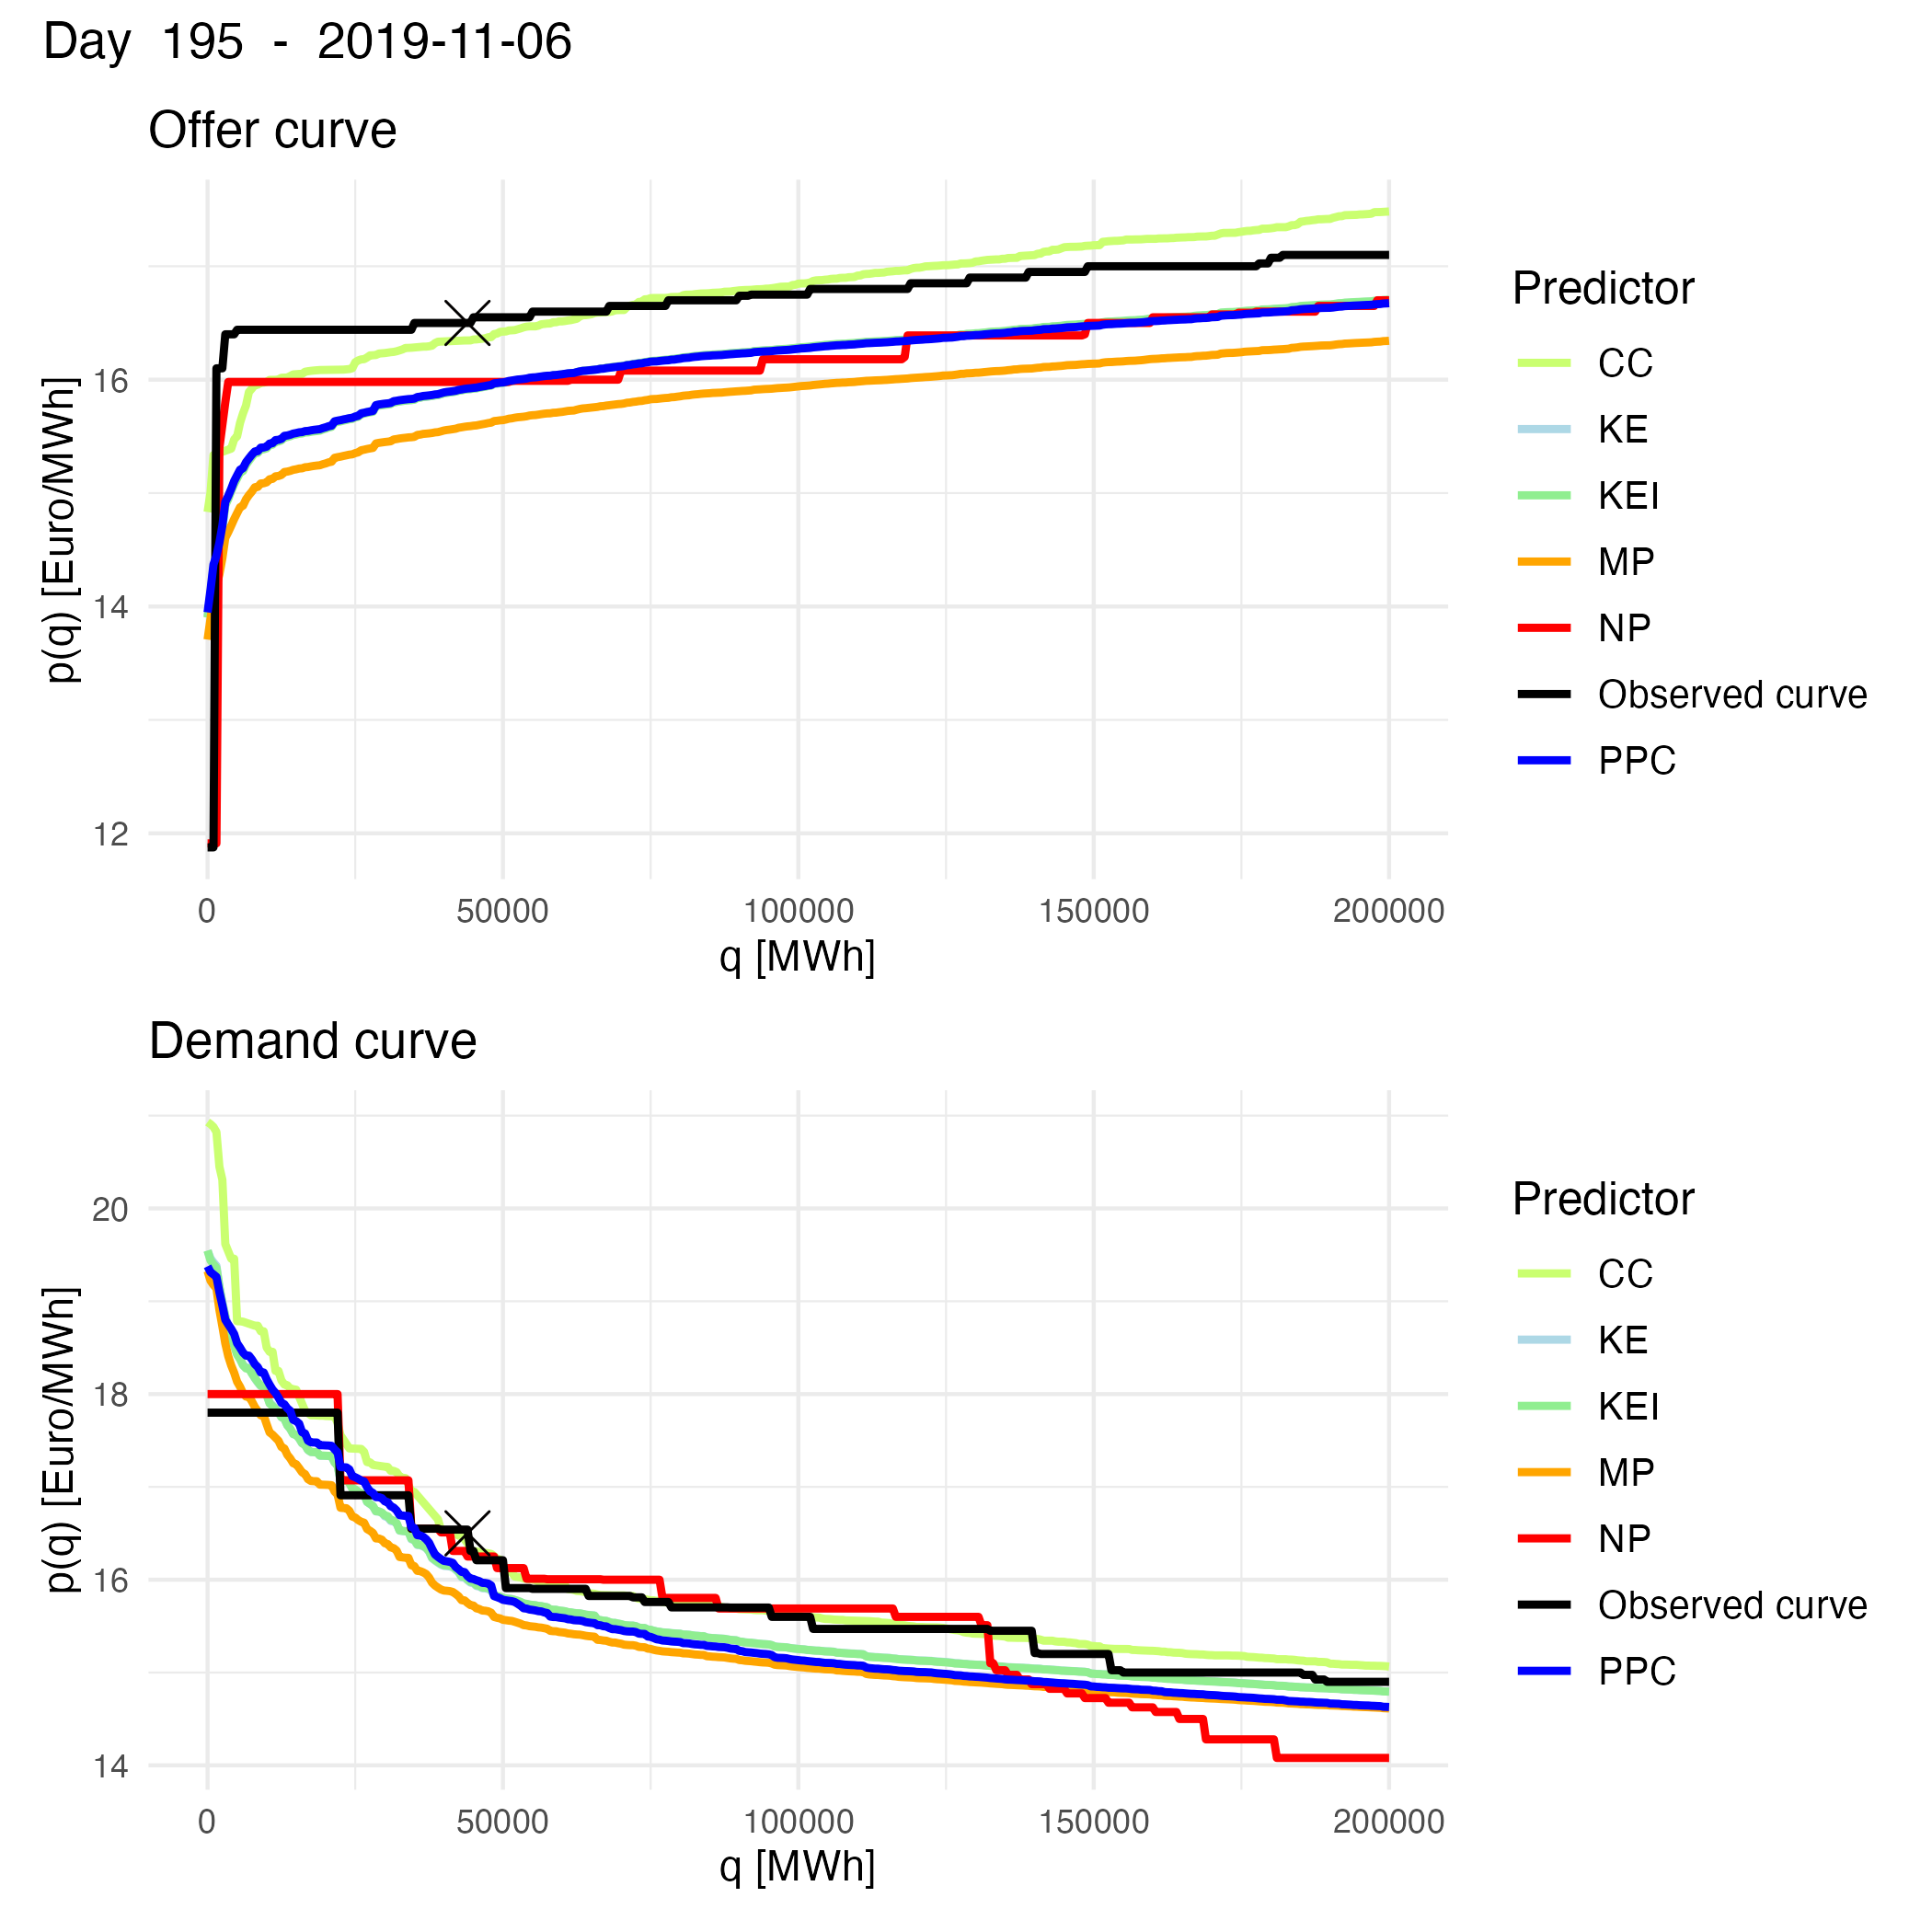 Day 195 - 2019-11-06
Offer curve
p(q) [Euro/MWh]
16
14
12
0 50000 100000 150000 200000
q [MWh]
Predictor
CC
KE
KEI
MP
NP
Observed curve
PPC
Demand curve
p(q) [Euro/MWh]
20
18
16
14
0 50000 100000 150000 200000
q [MWh]
Predictor
CC
KE
KEI
MP
NP
Observed curve
PPC